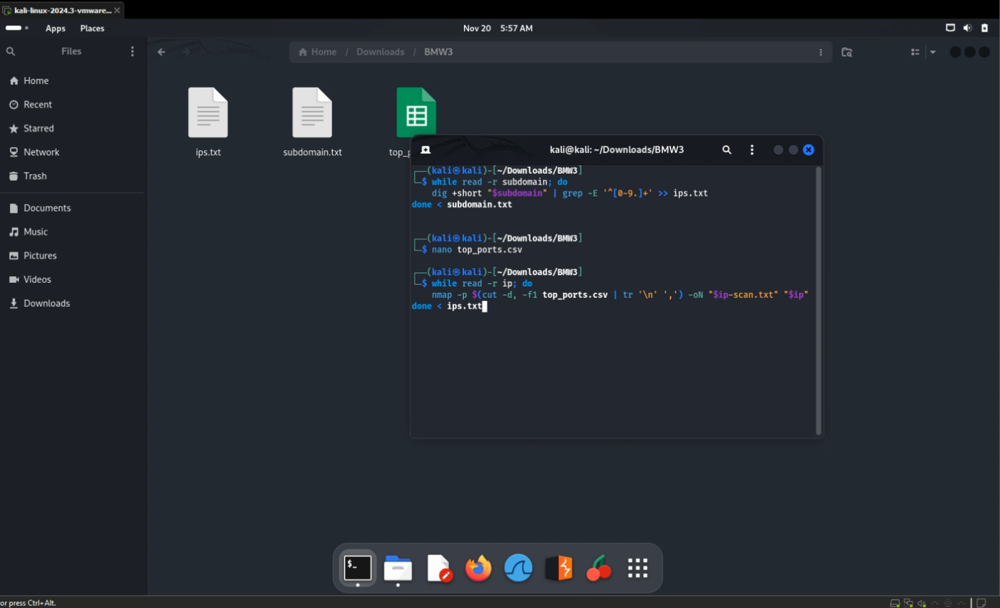 kali-linux-2024.3-vmware...
Apps Places Nov 20 5:57 AM
Files Home / Downloads / BMW3
Home
Recent
Starred
Network
Trash
Documents
Music
Pictures
Videos
Downloads
ips.txt subdomain.txt top_p
kali@kali: ~/Downloads/BMW3
┌──(kali㉿kali)-[~/Downloads/BMW3]
└─$ while read -r subdomain; do
dig +short "$subdomain" | grep -E '^[0-9.]+' >> ips.txt
done < subdomain.txt
┌──(kali㉿kali)-[~/Downloads/BMW3]
└─$ nano top_ports.csv
┌──(kali㉿kali)-[~/Downloads/BMW3]
└─$ while read -r ip; do
nmap -p $(cut -d, -f1 top_ports.csv | tr '\n' ',') -oN "$ip-scan.txt" "$ip"
done < ips.txt
$_
or press Ctrl+Alt.